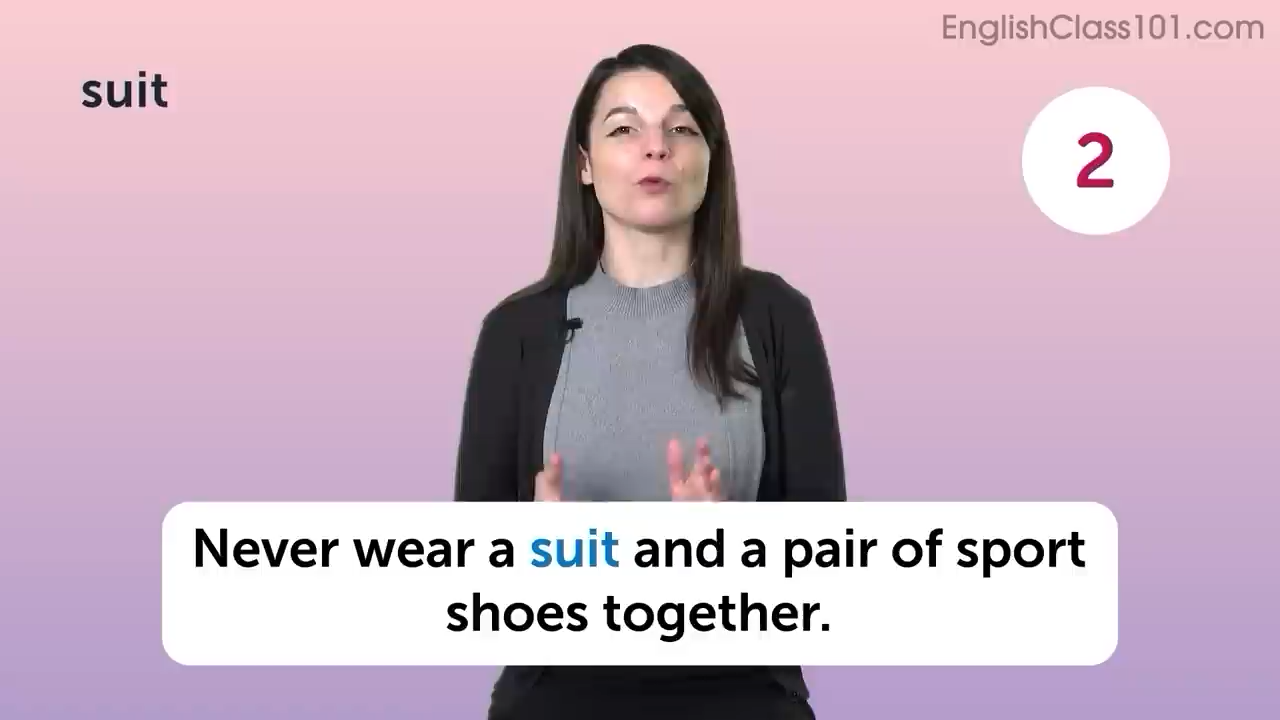 EnglishClass101.com
suit
2
Never wear a suit and a pair of sport
shoes together.